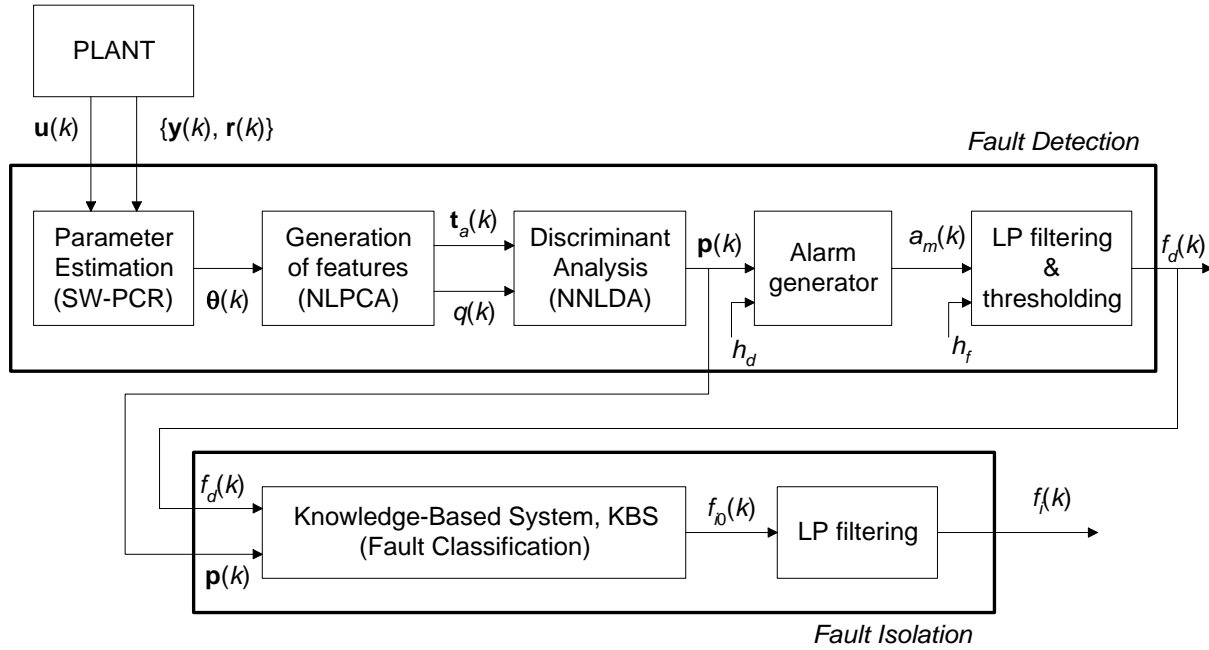 PLANT
u(k)
{y(k), r(k)}
Fault Detection
Parameter
Estimation
(SW-PCR)
θ(k)
Generation
of features
(NLPCA)
t_a(k)
q(k)
Discriminant
Analysis
(NNLDA)
p(k)
h_d
Alarm
generator
a_m(k)
h_f
LP filtering
&
thresholding
f_d(k)
f_d(k)
p(k)
Knowledge-Based System, KBS
(Fault Classification)
f_i0(k)
LP filtering
f_i(k)
Fault Isolation